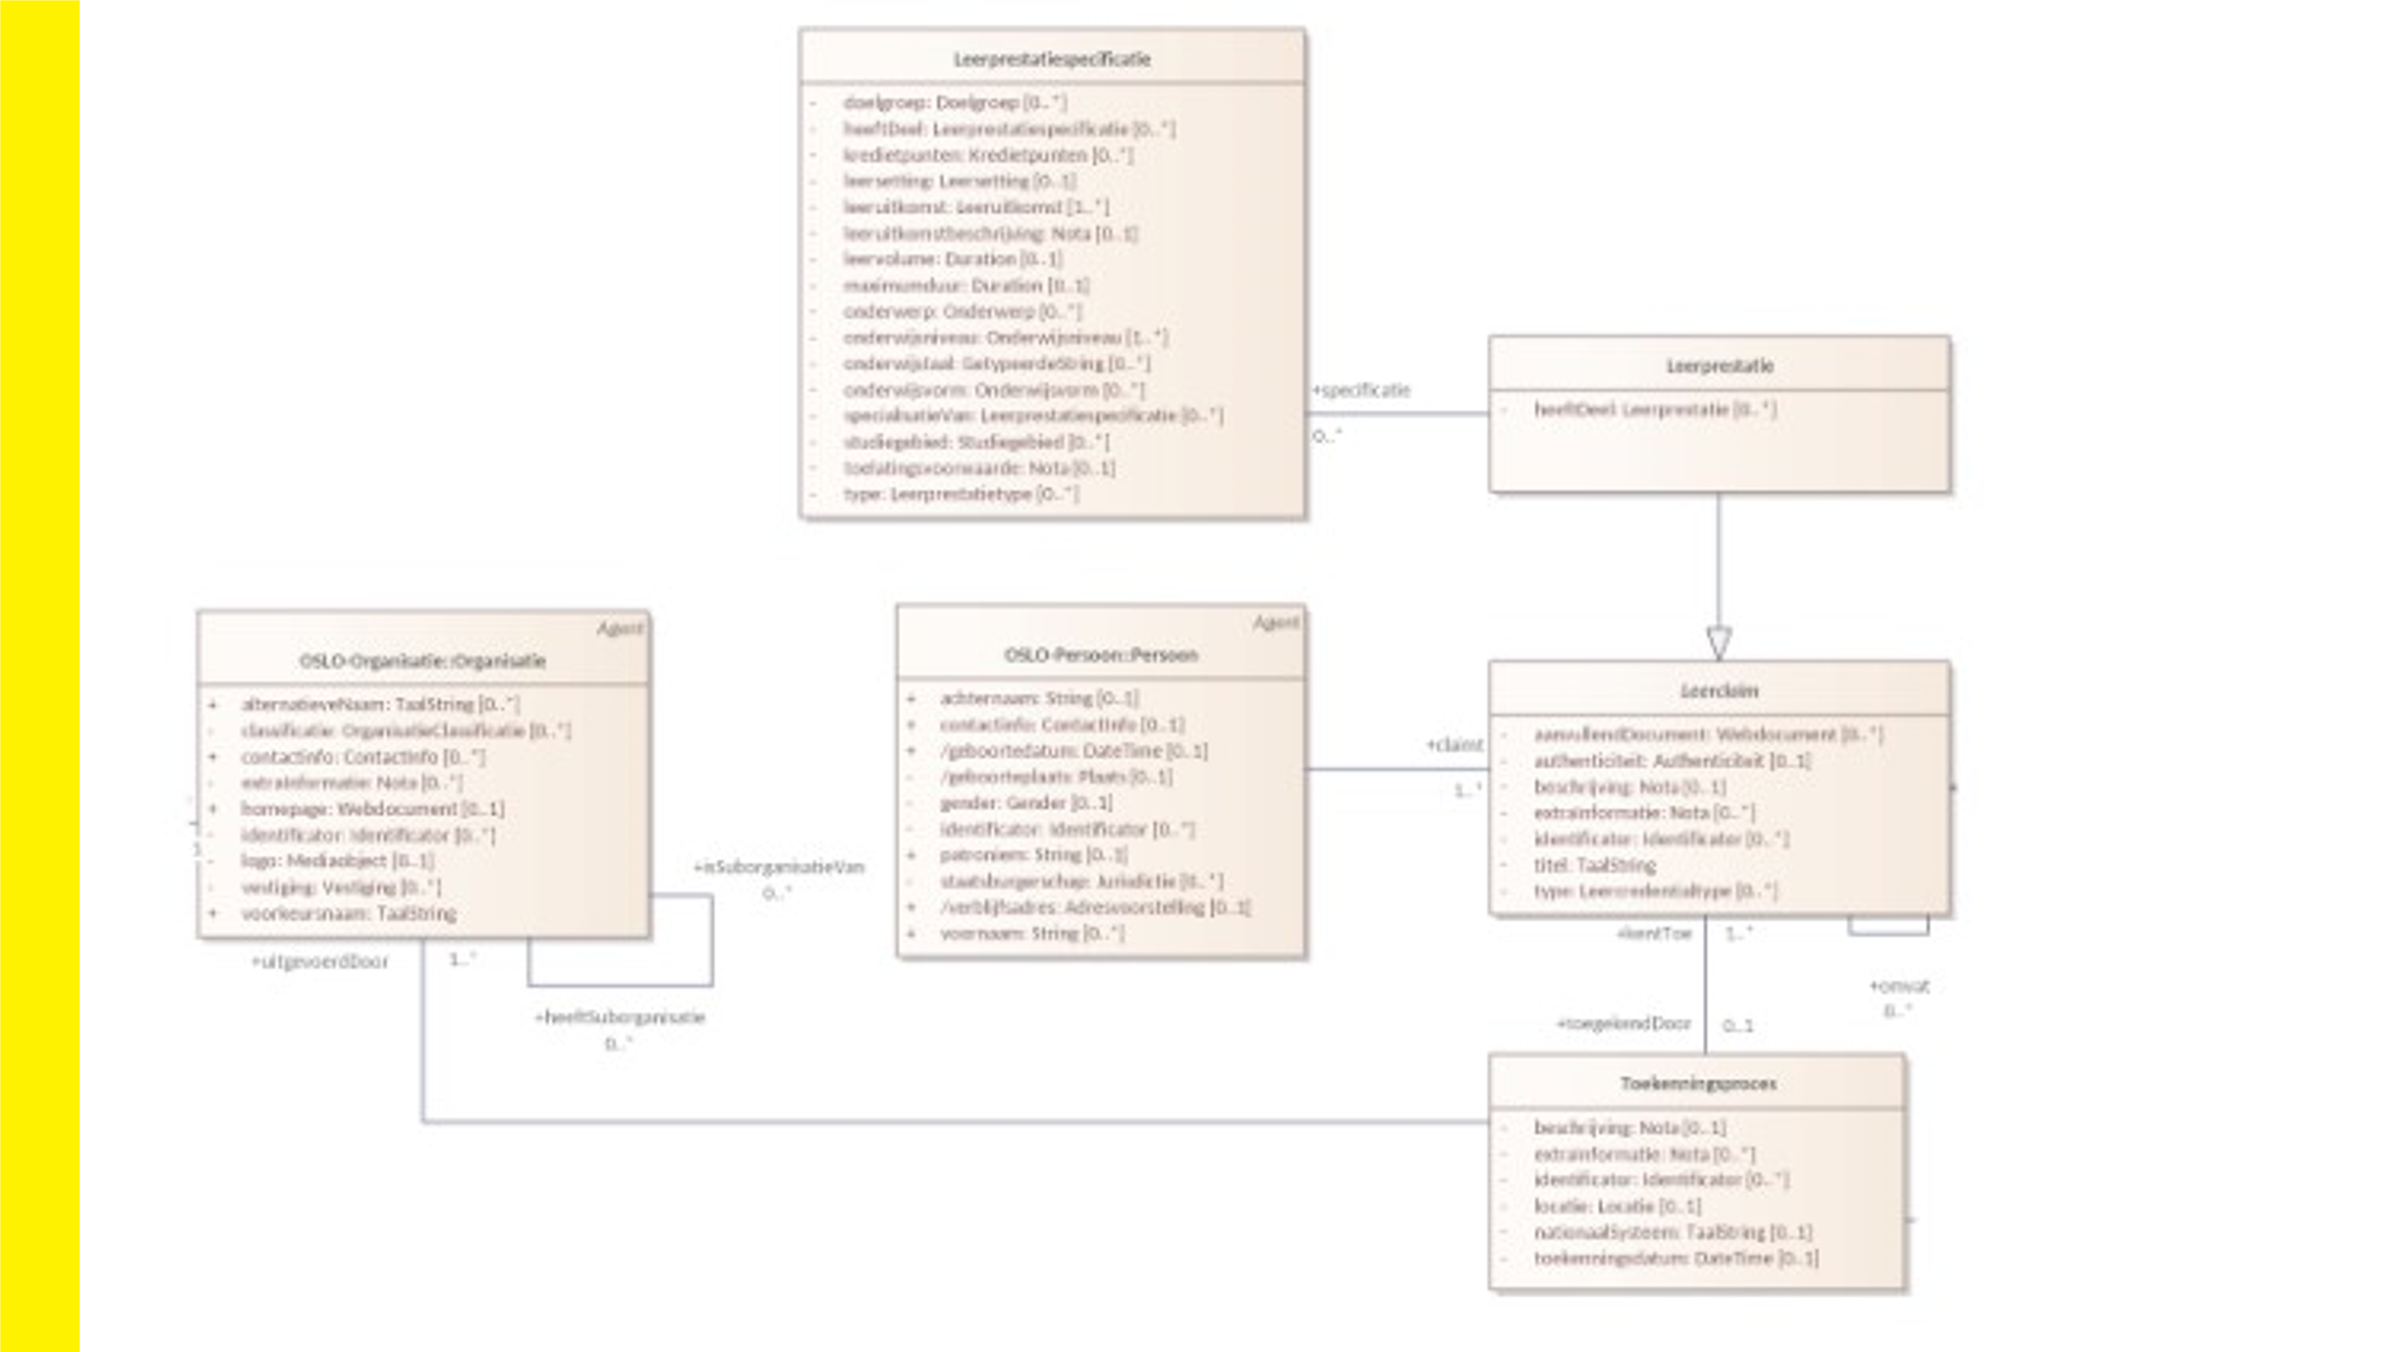 Leerprestatiespecificatie
- doelgroep: Doelgroep [0..*]
- heeftDeel: Leerprestatiespecificatie [0..*]
- kredietpunten: Kredietpunten [0..*]
- leersetting: Leersetting [0..1]
- leeruitkomst: Leeruitkomst [1..*]
- leeruitkomstbeschrijving: Nota [0..1]
- leervolume: Duration [0..1]
- maximumduur: Duration [0..1]
- onderwerp: Onderwerp [0..*]
- onderwijsniveau: Onderwijsniveau [1..*]
- onderwijstaal: GetypeerdeString [0..*]
- onderwijsvorm: Onderwijsvorm [0..*]
- specialisatieVan: Leerprestatiespecificatie [0..*]
- studiegebied: Studiegebied [0..*]
- toelatingsvoorwaarde: Nota [0..1]
- type: Leerprestatietype [0..*]
+specificatie
0..*
Leerprestatie
- heeftDeel: Leerprestatie [0..*]
Agent
OSLO-Organisatie::Organisatie
+ alternatieveNaam: TaalString [0..*]
- classificatie: OrganisatieClassificatie [0..*]
+ contactinfo: ContactInfo [0..*]
- extraInformatie: Nota [0..*]
+ homepage: Webdocument [0..1]
- identificator: Identificator [0..*]
- logo: Mediaobject [0..1]
- vestiging: Vestiging [0..*]
+ voorkeursnaam: TaalString
+isSuborganisatieVan
0..*
+uitgevoerdDoor
1..*
+heeftSuborganisatie
0..*
Agent
OSLO-Persoon::Persoon
+ achternaam: String [0..1]
+ contactinfo: ContactInfo [0..1]
+ /geboortedatum: DateTime [0..1]
- /geboorteplaats: Plaats [0..1]
- gender: Gender [0..1]
- identificator: Identificator [0..*]
+ patroniem: String [0..1]
- staatsburgerschap: Jurisdictie [0..*]
+ /verblijfsadres: Adresvoorstelling [0..1]
+ voornaam: String [0..*]
+claimt
1..*
Leerclaim
- aanvullendDocument: Webdocument [0..*]
- authenticiteit: Authenticiteit [0..1]
- beschrijving: Nota [0..1]
- extrainformatie: Nota [0..*]
- identificator: Identificator [0..*]
- titel: TaalString
- type: Leercredentialtype [0..*]
+kentToe
1..*
+omvat
0..*
+toegekendDoor
0..1
Toekenningsproces
- beschrijving: Nota [0..1]
- extrainformatie: Nota [0..*]
- identificator: Identificator [0..*]
- locatie: Locatie [0..1]
- nationaalSysteem: TaalString [0..1]
- toekenningsdatum: DateTime [0..1]